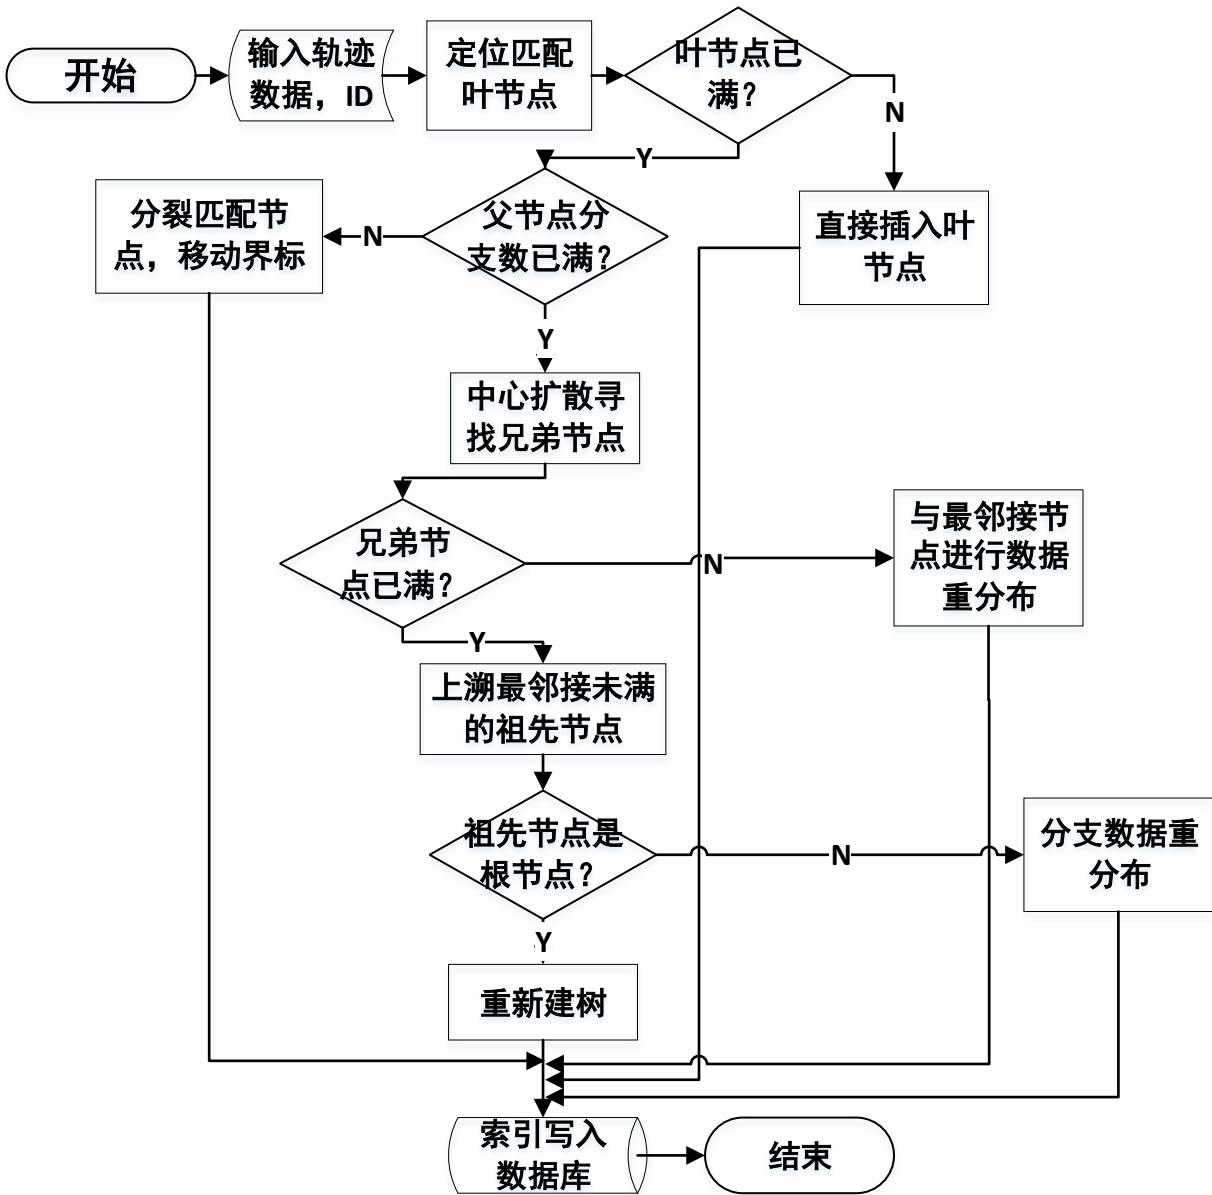 开始
输入轨迹
数据，ID
定位匹配
叶节点
叶节点已
满？
N
Y
分裂匹配节
点，移动界标
N
父节点分
支数已满？
直接插入叶
节点
Y
中心扩散寻
找兄弟节点
兄弟节
点已满？
N
与最邻接节
点进行数据
重分布
Y
上溯最邻接未满
的祖先节点
祖先节点是
根节点？
N
分支数据重
分布
Y
重新建树
索引写入
数据库
结束